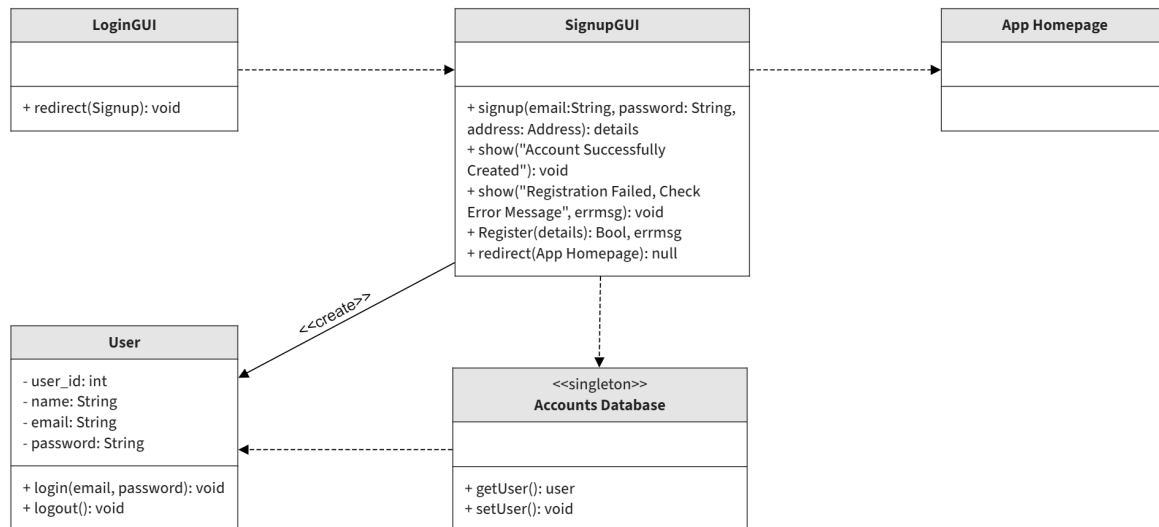 LoginGUI
+ redirect(Signup): void
SignupGUI
+ signup(email:String, password: String,
address: Address): details
+ show("Account Successfully
Created"): void
+ show("Registration Failed, Check
Error Message", errmsg): void
+ Register(details): Bool, errmsg
+ redirect(App Homepage): null
App Homepage
<<create>>
User
- user_id: int
- name: String
- email: String
- password: String
+ login(email, password): void
+ logout(): void
<<singleton>>
Accounts Database
+ getUser(): user
+ setUser(): void